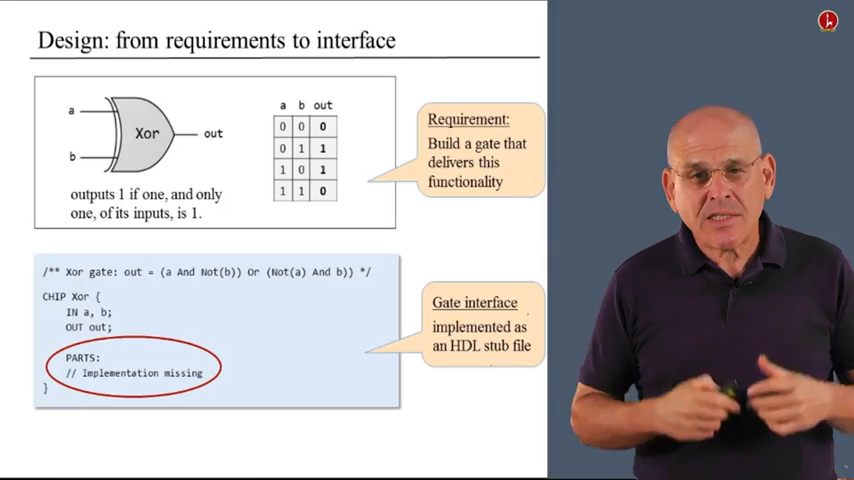 Design: from requirements to interface
a
b
Xor
out
a b out
0 0 0
0 1 1
1 0 1
1 1 0
outputs 1 if one, and only
one, of its inputs, is 1.
Requirement:
Build a gate that
delivers this
functionality
/** Xor gate: out = (a And Not(b)) Or (Not(a) And b)) */
CHIP Xor {
IN a, b;
OUT out;
PARTS:
// Implementation missing
}
Gate interface
implemented as
an HDL stub file